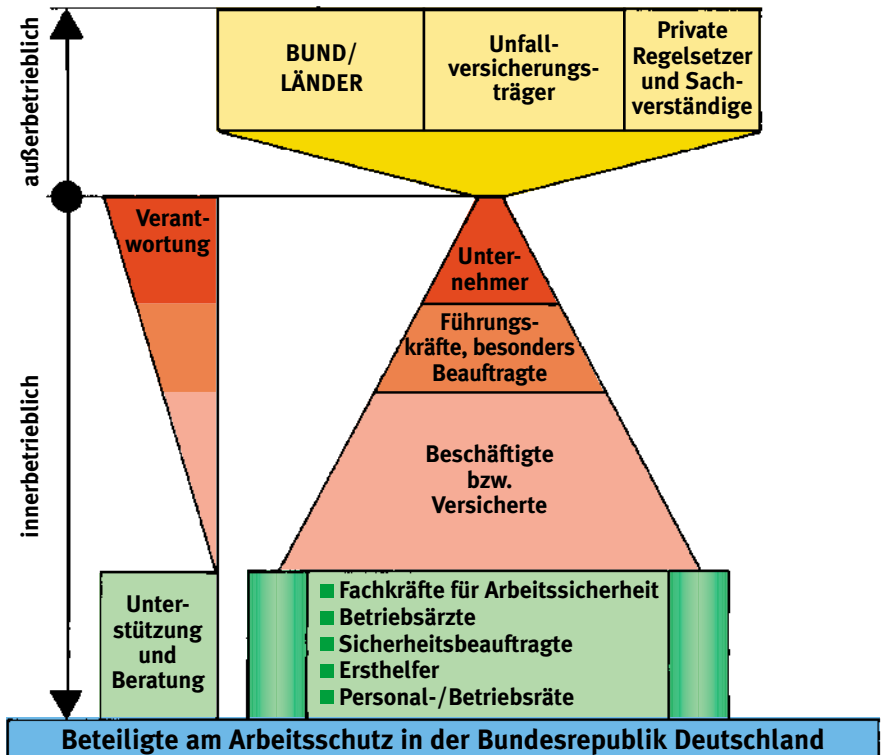 außerbetrieblich
BUND/
LÄNDER
Unfall-
versicherungs-
träger
Private
Regelsetzer
und Sach-
verständige
innerbetrieblich
Verant-
wortung
Unter-
nehmer
Führungs-
kräfte, besonders
Beauftragte
Beschäftigte
bzw.
Versicherte
Unter-
stützung
und
Beratung
Fachkräfte für Arbeitssicherheit
Betriebsärzte
Sicherheitsbeauftragte
Ersthelfer
Personal-/Betriebsräte
Beteiligte am Arbeitsschutz in der Bundesrepublik Deutschland